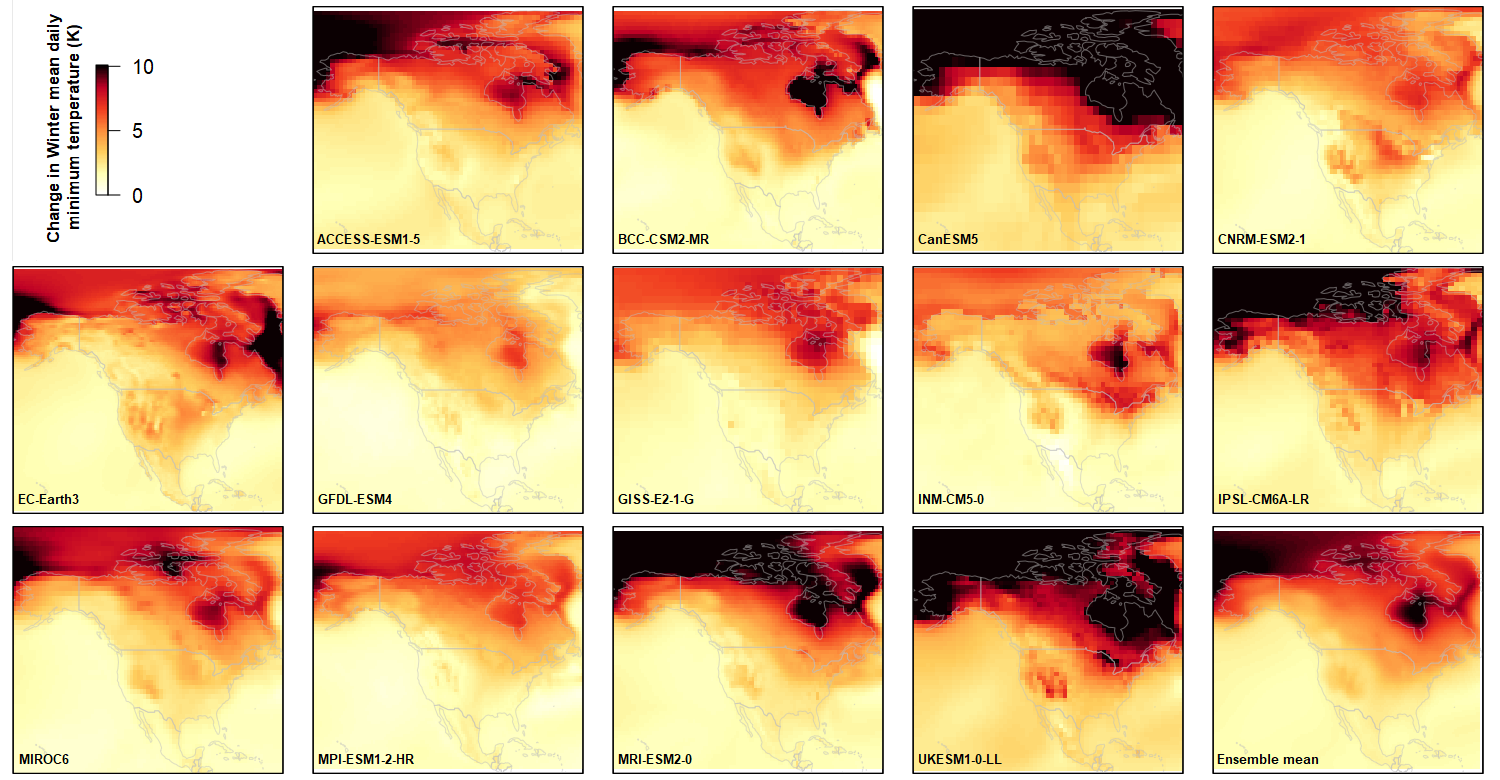 Change in Winter mean daily
minimum temperature (K)
10
5
0
ACCESS-ESM1-5
BCC-CSM2-MR
CanESM5
CNRM-ESM2-1
EC-Earth3
GFDL-ESM4
GISS-E2-1-G
INM-CM5-0
IPSL-CM6A-LR
MIROC6
MPI-ESM1-2-HR
MRI-ESM2-0
UKESM1-0-LL
Ensemble mean